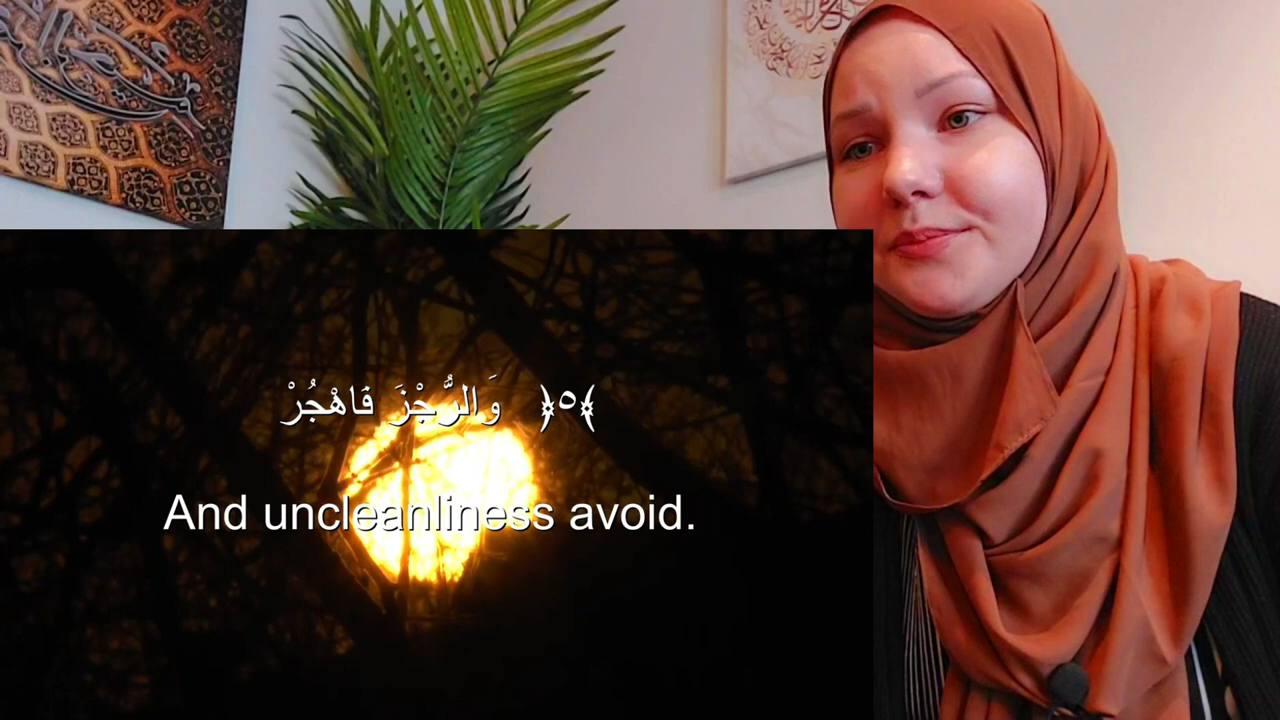 وَالرُّجْزَ فَاهْجُرْ ﴿٥﴾
And uncleanliness avoid.